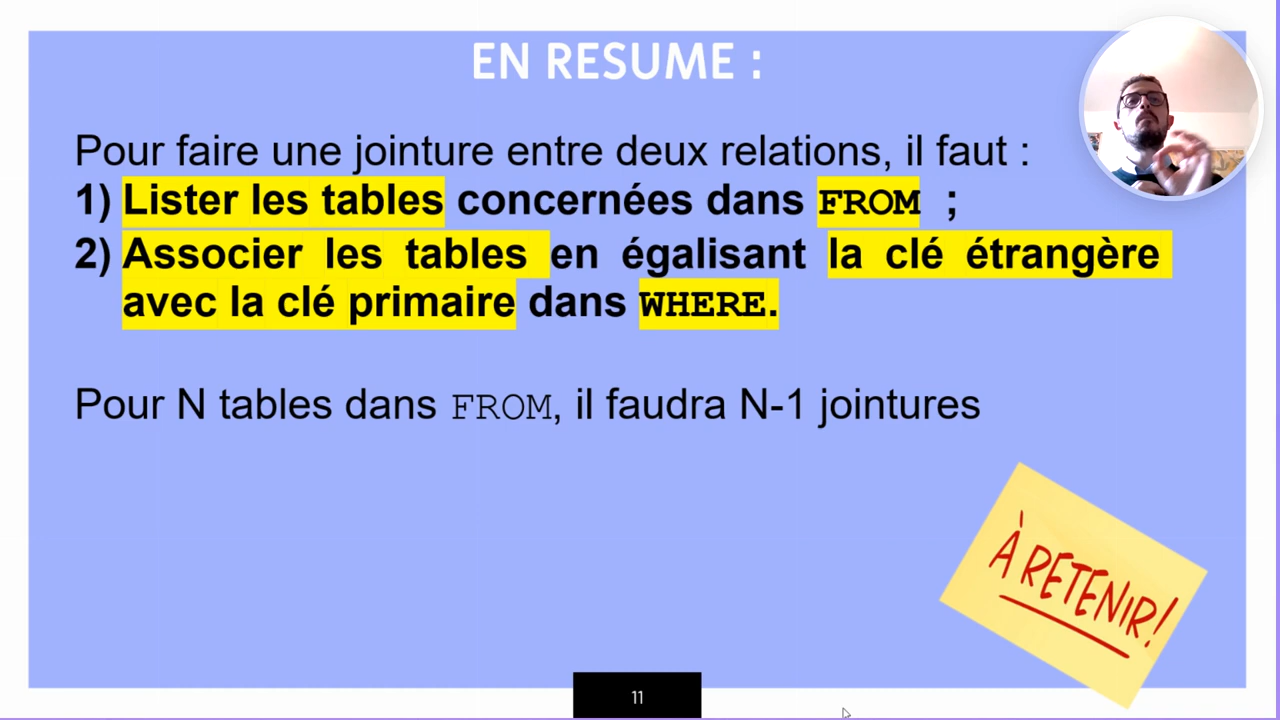 EN RESUME :
Pour faire une jointure entre deux relations, il faut :
1) Lister les tables concernées dans FROM ;
2) Associer les tables en égalisant la clé étrangère
avec la clé primaire dans WHERE.
Pour N tables dans FROM, il faudra N-1 jointures
À RETENIR!
11